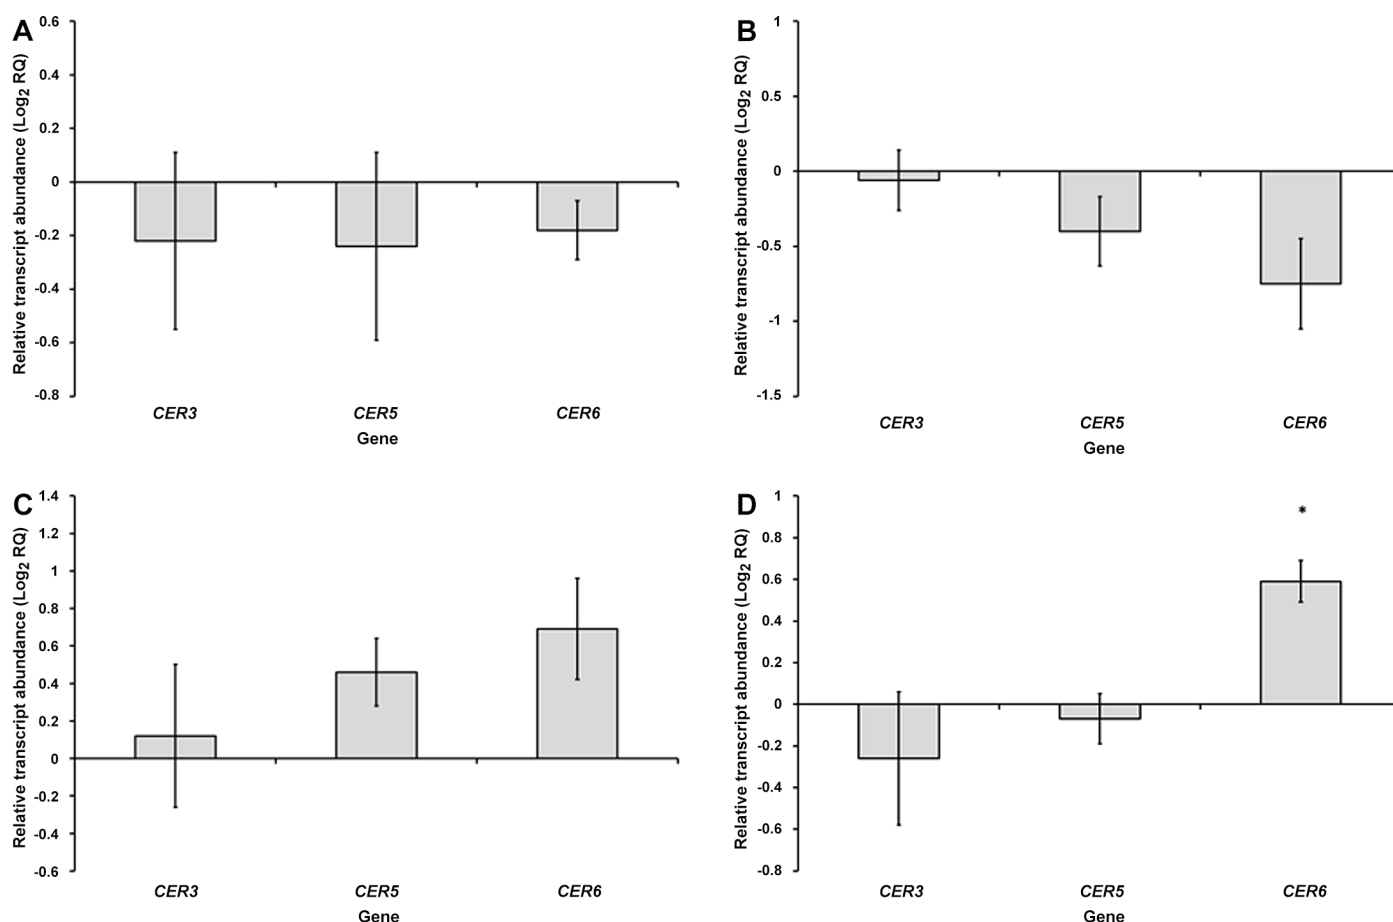 A
Relative transcript abundance (Log2 RQ)
0.6
0.4
0.2
0
-0.2
-0.4
-0.6
-0.8
CER3 CER5 CER6
Gene
B
Relative transcript abundance (Log2 RQ)
1
0.5
0
-0.5
-1
-1.5
CER3 CER5 CER6
Gene
C
Relative transcript abundance (Log2 RQ)
1.4
1.2
1
0.8
0.6
0.4
0.2
0
-0.2
-0.4
-0.6
CER3 CER5 CER6
Gene
D
Relative transcript abundance (Log2 RQ)
1
0.8
0.6
0.4
0.2
0
-0.2
-0.4
-0.6
-0.8
*
CER3 CER5 CER6
Gene